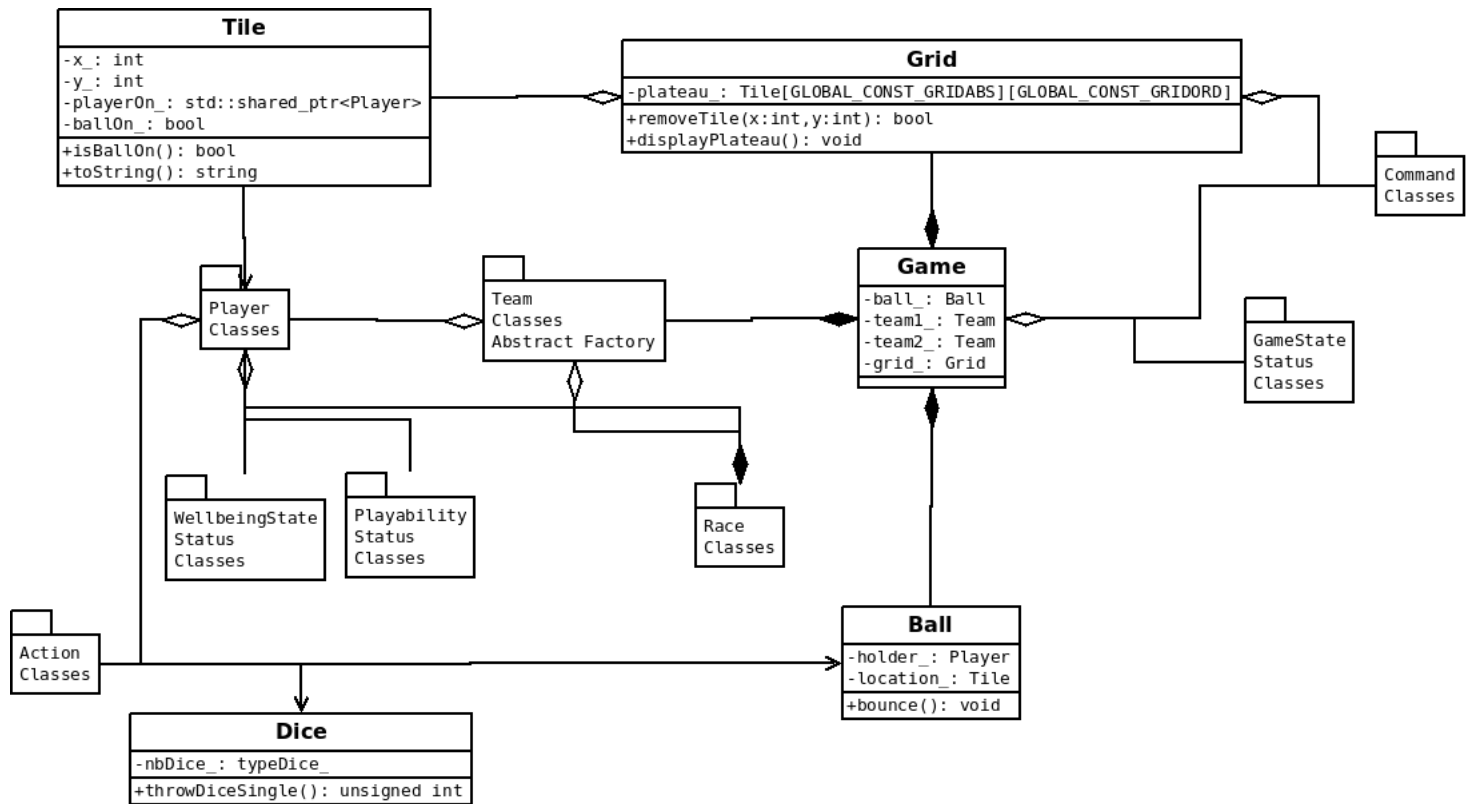 Tile
-x_: int
-y_: int
-playerOn_: std::shared_ptr<Player>
-ballOn_: bool
+isBallOn(): bool
+toString(): string
Grid
-plateau_: Tile[GLOBAL_CONST_GRIDABS][GLOBAL_CONST_GRIDORD]
+removeTile(x:int,y:int): bool
+displayPlateau(): void
Command
Classes
Player
Classes
Team
Classes
Abstract Factory
Game
-ball_: Ball
-team1_: Team
-team2_: Team
-grid_: Grid
GameState
Status
Classes
WellbeingState
Status
Classes
Playability
Status
Classes
Race
Classes
Action
Classes
Ball
-holder_: Player
-location_: Tile
+bounce(): void
Dice
-nbDice_: typeDice_
+throwDiceSingle(): unsigned int